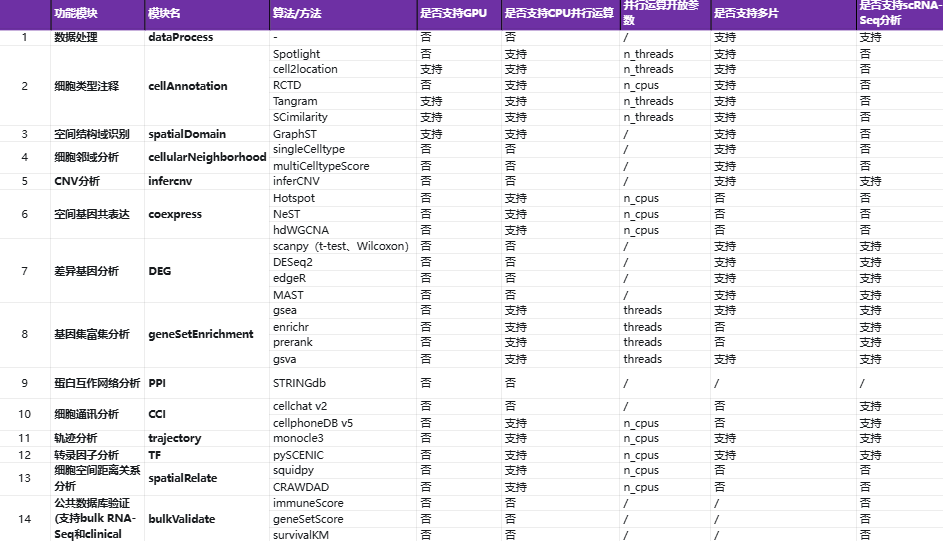 功能模块 模块名 算法/方法 是否支持GPU 是否支持CPU并行运算 并行运算开放参数 是否支持多片 是否支持scRNA-Seq分析
1 数据处理 dataProcess - 否 否 / 支持 支持
2 细胞类型注释 cellAnnotation Spotlight 否 支持 n_threads 支持 否
cell2location 支持 支持 n_threads 支持 否
RCTD 否 支持 n_cpus 支持 否
Tangram 支持 支持 n_threads 支持 否
SCimilarity 支持 支持 n_threads 支持 否
3 空间结构域识别 spatialDomain GraphST 支持 支持 / 支持 否
4 细胞邻域分析 cellularNeighborhood singleCelltype 否 否 / 支持 否
multiCelltypeScore 否 否 / 支持 否
5 CNV分析 infercnv inferCNV 否 否 / 支持 支持
6 空间基因共表达 coexpress Hotspot 否 支持 n_cpus 否 否
NeST 否 支持 n_cpus 否 否
hdWGCNA 否 支持 n_cpus 否 否
7 差异基因分析 DEG scanpy（t-test、Wilcoxon） 否 否 / 支持 支持
DESeq2 否 否 / 支持 支持
edgeR 否 否 / 支持 支持
MAST 否 否 / 支持 支持
8 基因集富集分析 geneSetEnrichment gsea 否 支持 threads 支持 支持
enrichr 否 支持 threads 否 支持
prerank 否 支持 threads 否 支持
gsva 否 支持 threads 支持 支持
9 蛋白互作网络分析 PPI STRINGdb 否 否 / / /
10 细胞通讯分析 CCI cellchat v2 否 否 / 否 支持
cellphoneDB v5 否 支持 n_cpus 否 支持
11 轨迹分析 trajectory monocle3 否 支持 n_cpus 支持 支持
12 转录因子分析 TF pySCENIC 否 支持 n_cpus 支持 支持
13 细胞空间距离关系分析 spatialRelate squidpy 否 支持 n_cpus 否 否
CRAWDAD 否 支持 n_cpus 否 否
14 公共数据库验证(支持bulk RNA-Seq和clinical bulkValidate immuneScore 否 否 / / 否
geneSetScore 否 否 / / 否
survivalKM 否 否 / / 否